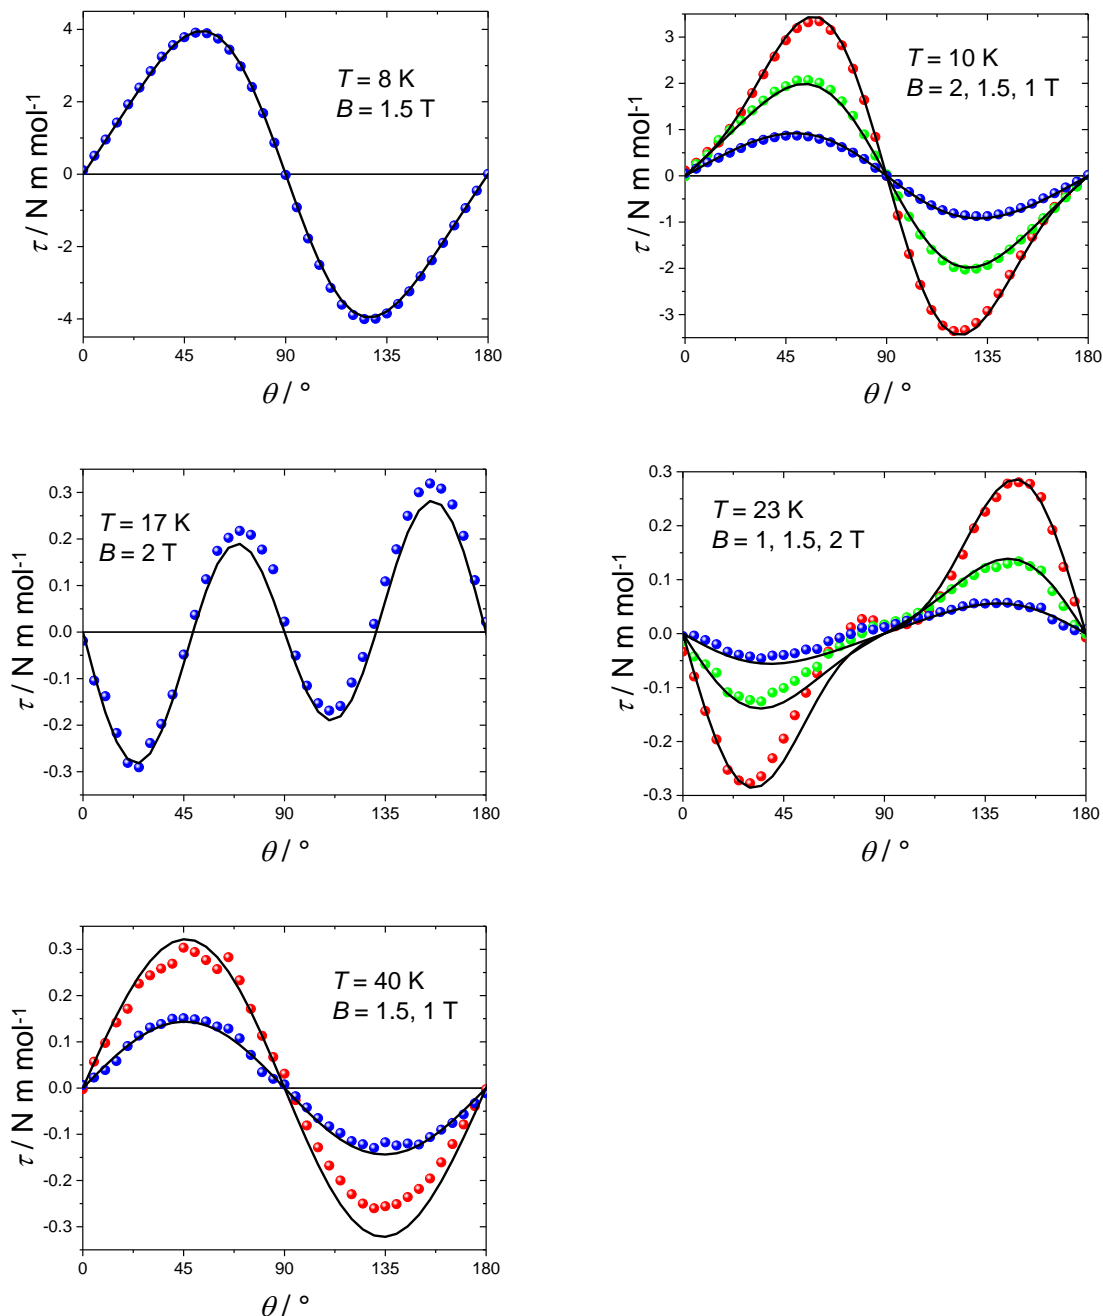 4
2
0
-2
-4
τ / N m mol-1
T = 8 K
B = 1.5 T
0 45 90 135 180
θ / °
3
2
1
0
-1
-2
-3
τ / N m mol-1
T = 10 K
B = 2, 1.5, 1 T
0 45 90 135 180
θ / °
0.3
0.2
0.1
0.0
-0.1
-0.2
-0.3
τ / N m mol-1
T = 17 K
B = 2 T
0 45 90 135 180
θ / °
0.3
0.2
0.1
0.0
-0.1
-0.2
-0.3
τ / N m mol-1
T = 23 K
B = 1, 1.5, 2 T
0 45 90 135 180
θ / °
0.3
0.2
0.1
0.0
-0.1
-0.2
-0.3
τ / N m mol-1
T = 40 K
B = 1.5, 1 T
0 45 90 135 180
θ / °